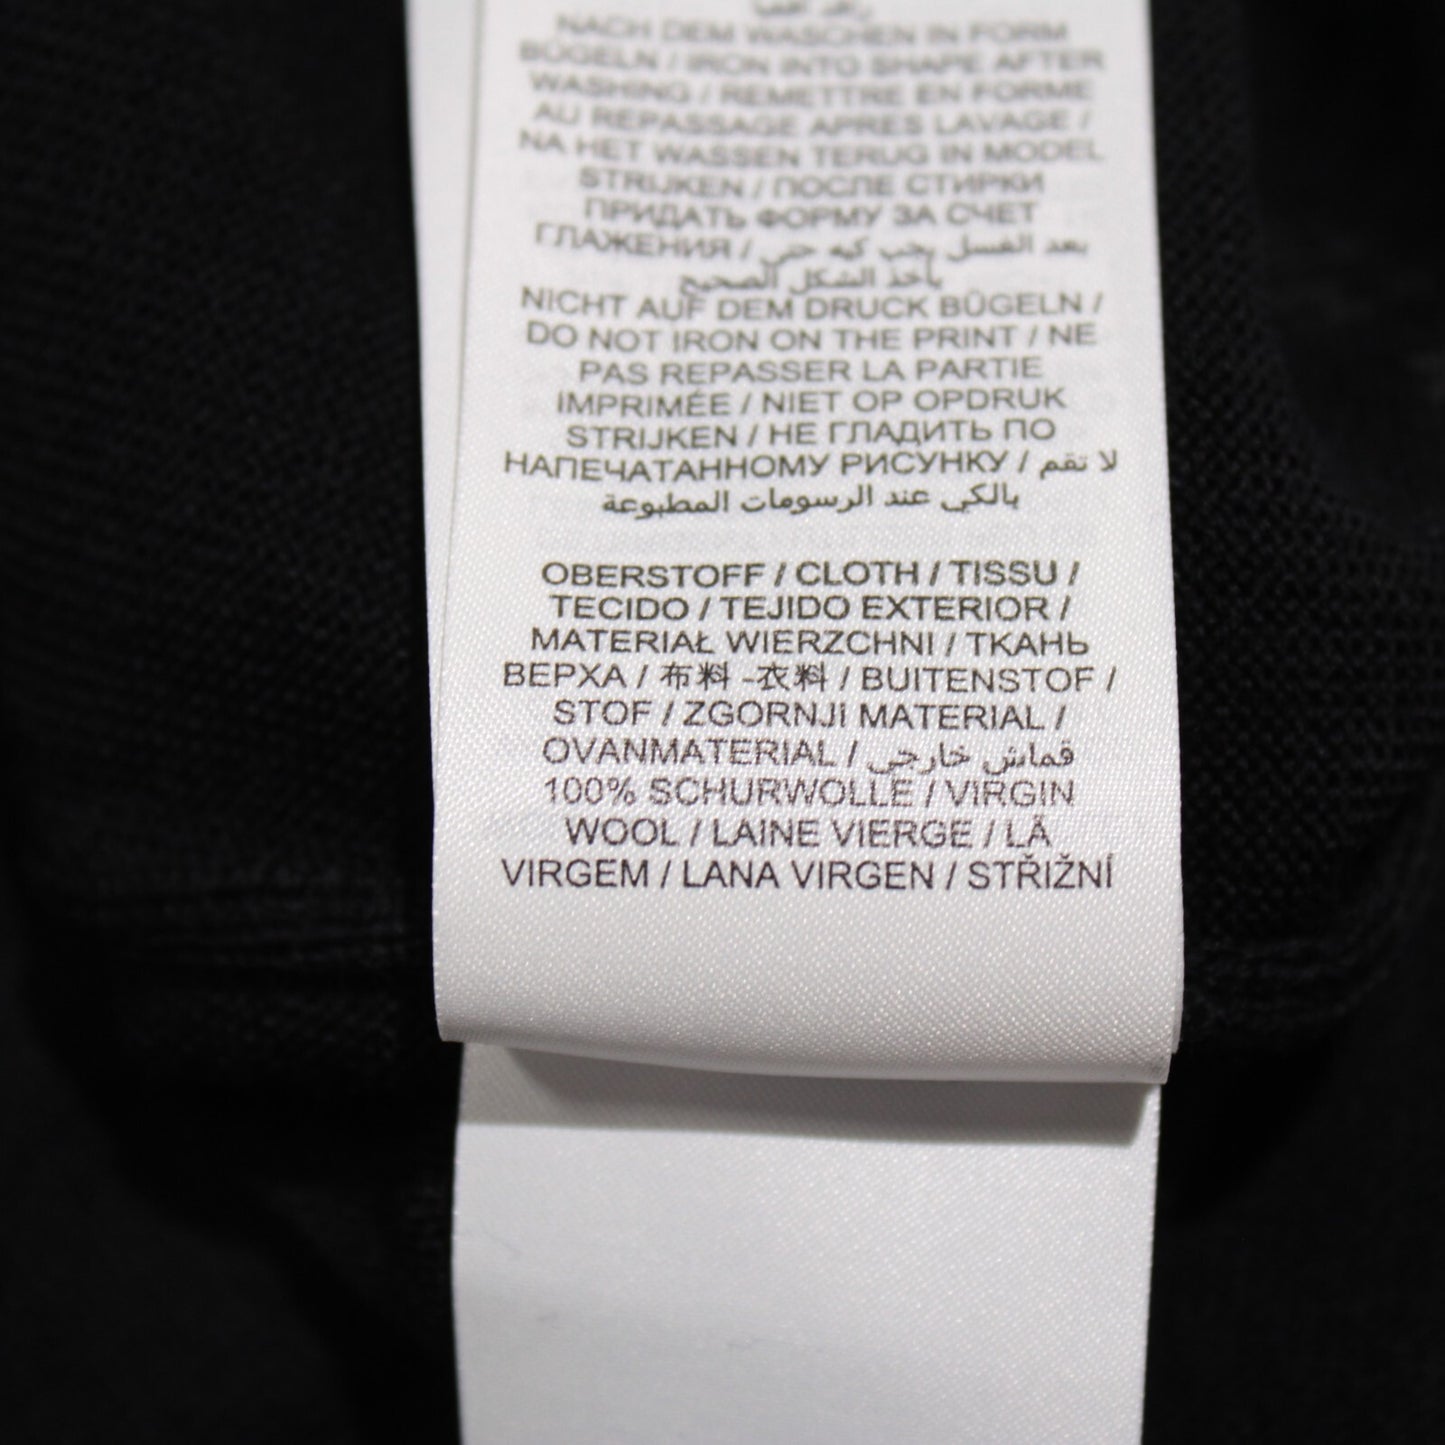 NACH DEM WASCHEN IN FORM
BÜGELN / IRON INTO SHAPE AFTER
WASHING / REMETTRE EN FORME
AU REPASSAGE APRES LAVAGE /
NA HET WASSEN TERUG IN MODEL
STRIJKEN / ПОСЛЕ СТИРКИ
ПРИДАТЬ ФОРМУ ЗА СЧЕТ
ГЛАЖЕНИЯ / بعد الغسل يجب كيه حتى
يأخذ الشكل الصحيح
NICHT AUF DEM DRUCK BÜGELN /
DO NOT IRON ON THE PRINT / NE
PAS REPASSER LA PARTIE
IMPRIMÉE / NIET OP OPDRUK
STRIJKEN / НЕ ГЛАДИТЬ ПО
НАПЕЧАТАННОМУ РИСУНКУ / لا تقم
بالكي عند الرسومات المطبوعة
OBERSTOFF / CLOTH / TISSU /
TECIDO / TEJIDO EXTERIOR /
MATERIAŁ WIERZCHNI / ТКАНЬ
ВЕРХА / 布料 -衣料 / BUITENSTOF /
STOF / ZGORNJI MATERIAL /
OVANMATERIAL / قماش خارجي
100% SCHURWOLLE / VIRGIN
WOOL / LAINE VIERGE / LÄ
VIRGEM / LANA VIRGEN / STŘIŽNÍ